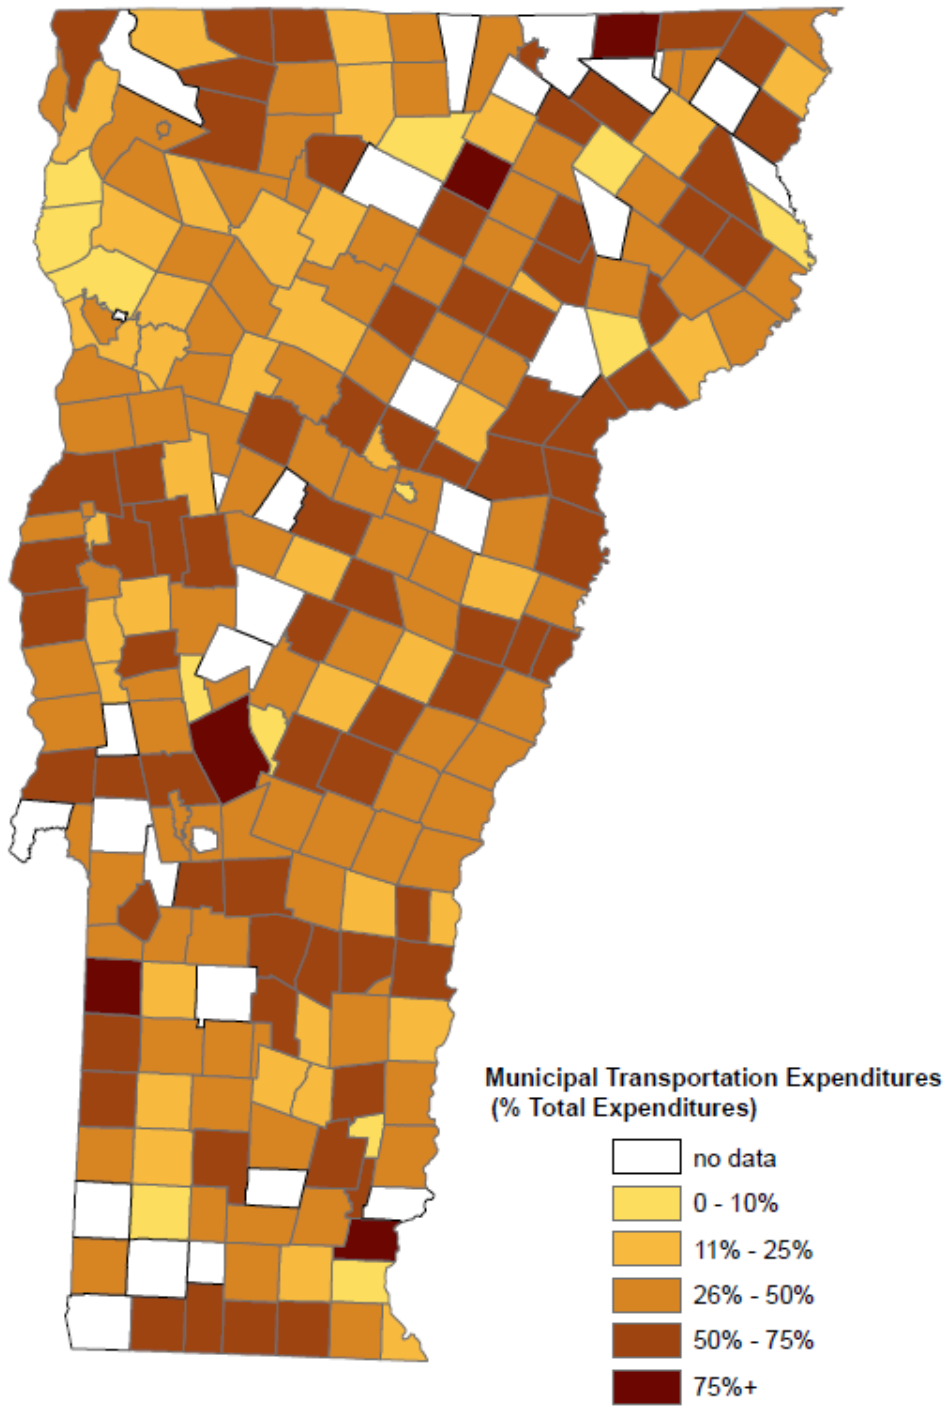 Municipal Transportation Expenditures
(% Total Expenditures)
no data
0 - 10%
11% - 25%
26% - 50%
50% - 75%
75%+